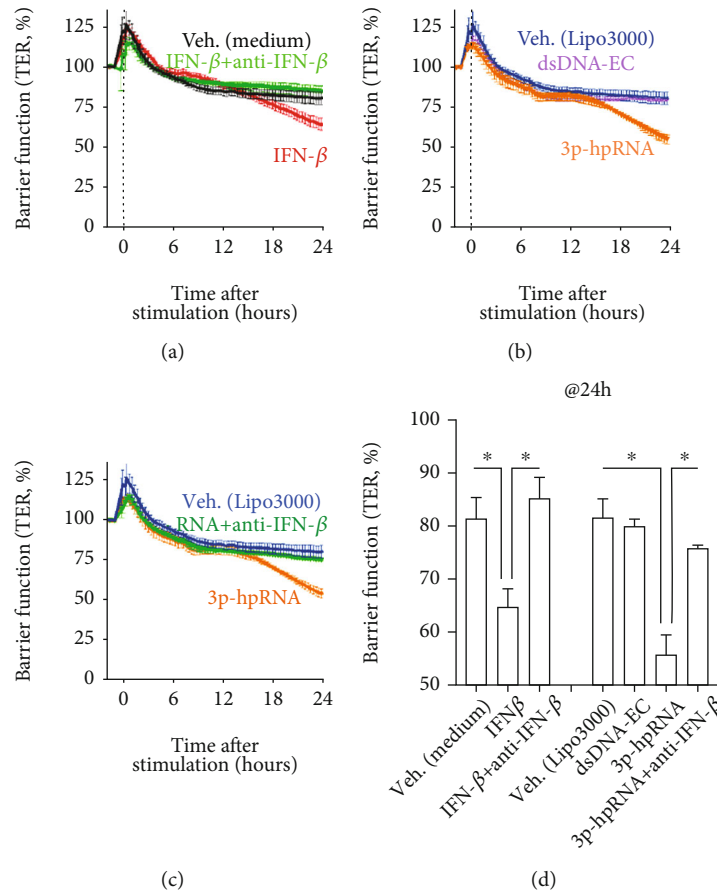 Barrier function (TER, %)
125
100
75
50
25
0
Veh. (medium)
IFN-β+anti-IFN-β
IFN-β
0 6 12 18 24
Time after
stimulation (hours)
(a)
Barrier function (TER, %)
125
100
75
50
25
0
Veh. (Lipo3000)
dsDNA-EC
3p-hpRNA
0 6 12 18 24
Time after
stimulation (hours)
(b)
Barrier function (TER, %)
125
100
75
50
25
0
Veh. (Lipo3000)
RNA+anti-IFN-β
3p-hpRNA
0 6 12 18 24
Time after
stimulation (hours)
(c)
@24h
Barrier function (TER, %)
100
90
80
70
60
50
* * * *
Veh. (medium)
IFNβ
IFN-β+anti-IFN-β
Veh. (Lipo3000)
dsDNA-EC
3p-hpRNA
3p-hpRNA+anti-IFN-β
(d)